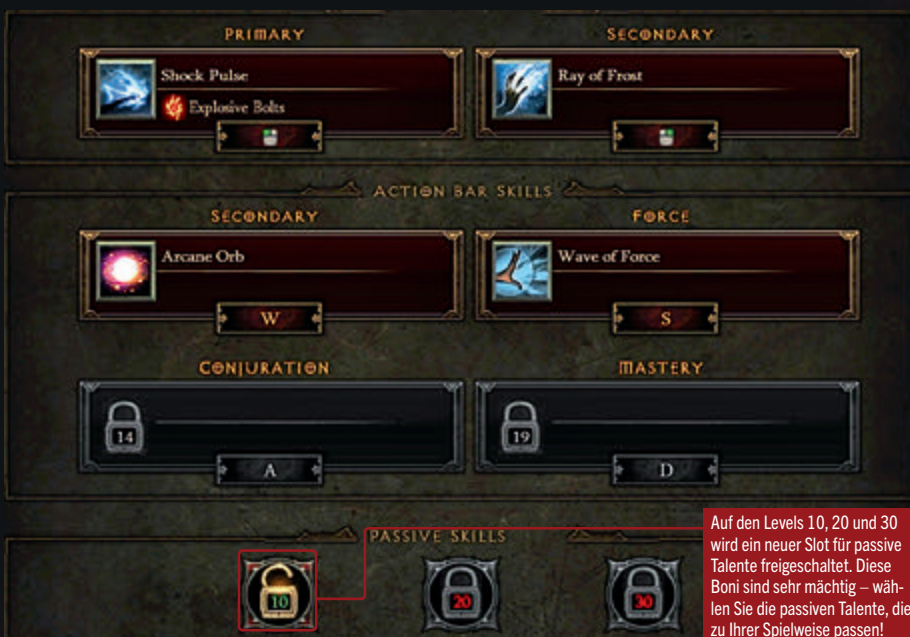 PRIMARY
SECONDARY
Shock Pulse
Ray of Frost
Explosive Bolts
ACTION BAR SKILLS
SECONDARY
FORCE
Arcane Orb
Wave of Force
W
S
CONJURATION
MASTERY
14
19
A
D
PASSIVE SKILLS
10
20
30
Auf den Levels 10, 20 und 30
wird ein neuer Slot für passive
Talente freigeschaltet. Diese
Boni sind sehr mächtig – wäh-
len Sie die passiven Talente, die
zu Ihrer Spielweise passen!